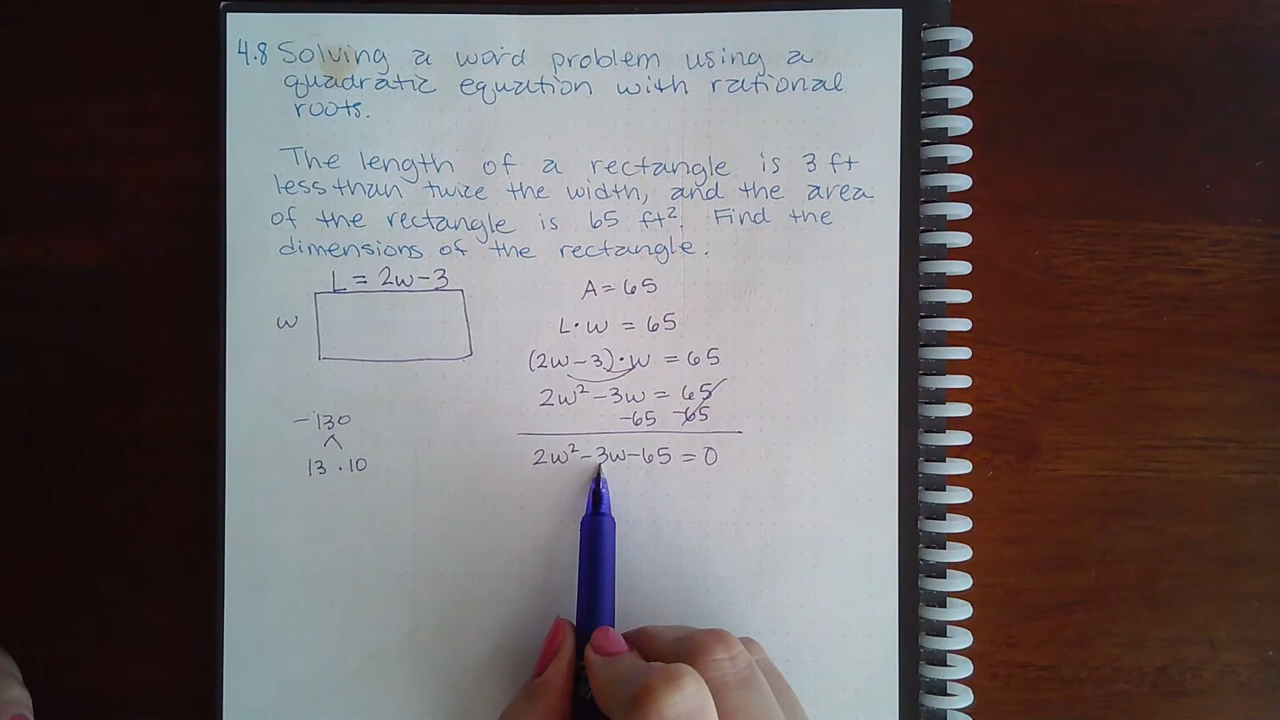 4.8 Solving a word problem using a
quadratic equation with rational
roots.
The length of a rectangle is 3 ft
less than twice the width, and the area
of the rectangle is 65 ft². Find the
dimensions of the rectangle.
L = 2w-3
w
A = 65
L·w = 65
(2w-3)·w = 65
2w²-3w = 65
-65 -65
2w²-3w-65 = 0
-130
13·10